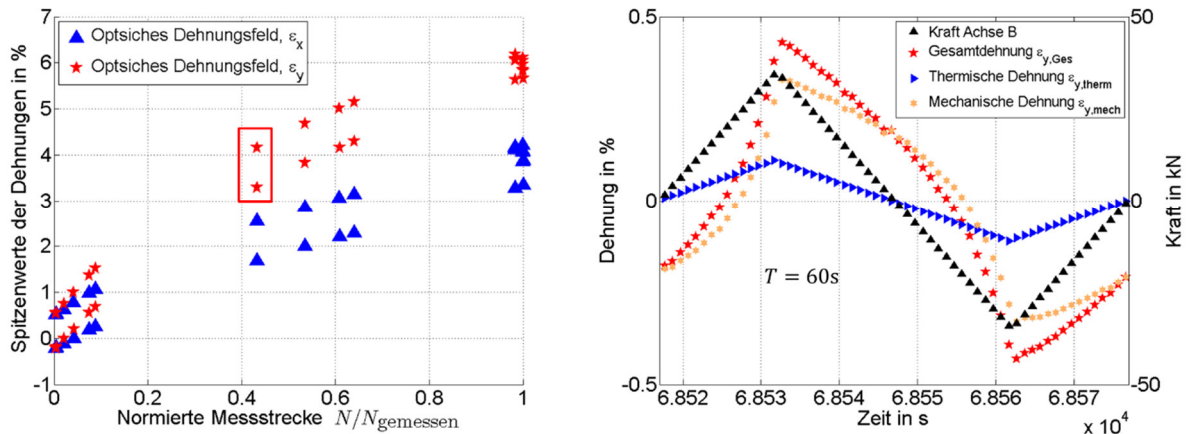 Spitzenwerte der Dehnungen in %
7
6
5
4
3
2
1
0
-1
Optsiches Dehnungsfeld, εx
Optsiches Dehnungsfeld, εy
0 0.2 0.4 0.6 0.8 1
Normierte Messstrecke N/Ngemessen
Dehnung in %
0.5
0
-0.5
Kraft Achse B
Gesamtdehnung εy,Ges
Thermische Dehnung εy,therm
Mechanische Dehnung εy,mech
T = 60s
50
0
-50
Kraft in kN
6.852 6.853 6.854 6.855 6.856 6.857
Zeit in s
x 10⁴